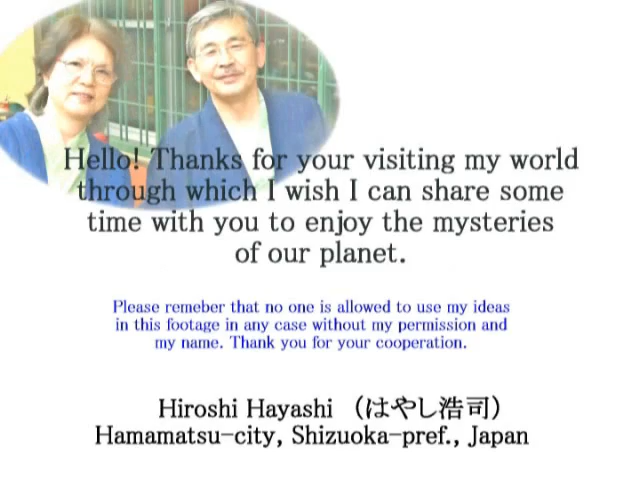 Hello! Thanks for your visiting my world
through which I wish I can share some
time with you to enjoy the mysteries
of our planet.
Please remeber that no one is allowed to use my ideas
in this footage in any case without my permission and
my name. Thank you for your cooperation.
Hiroshi Hayashi （はやし浩司）
Hamamatsu-city, Shizuoka-pref., Japan